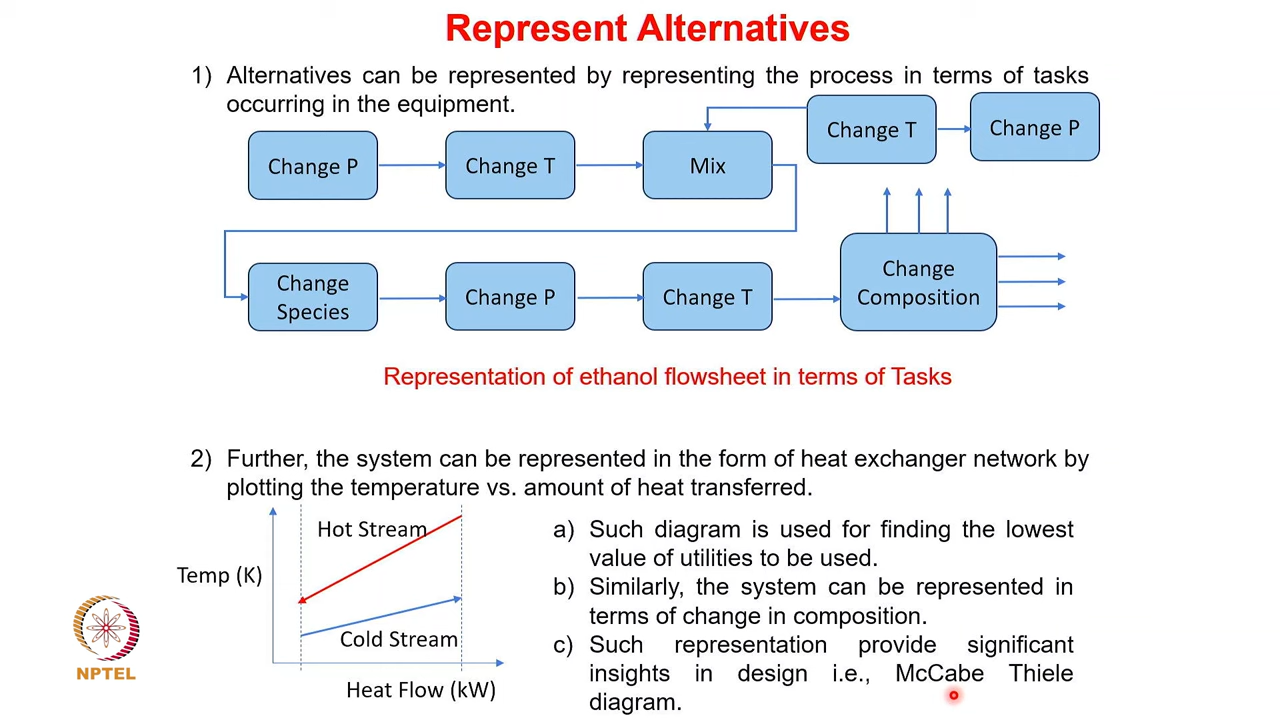 Represent Alternatives
1) Alternatives can be represented by representing the process in terms of tasks
occurring in the equipment.
Change P
Change T
Mix
Change T
Change P
Change
Species
Change P
Change T
Change
Composition
Representation of ethanol flowsheet in terms of Tasks
2) Further, the system can be represented in the form of heat exchanger network by
plotting the temperature vs. amount of heat transferred.
Hot Stream
Temp (K)
Cold Stream
Heat Flow (kW)
a) Such diagram is used for finding the lowest
value of utilities to be used.
b) Similarly, the system can be represented in
terms of change in composition.
c) Such representation provide significant
insights in design i.e., McCabe Thiele
diagram.
NPTEL